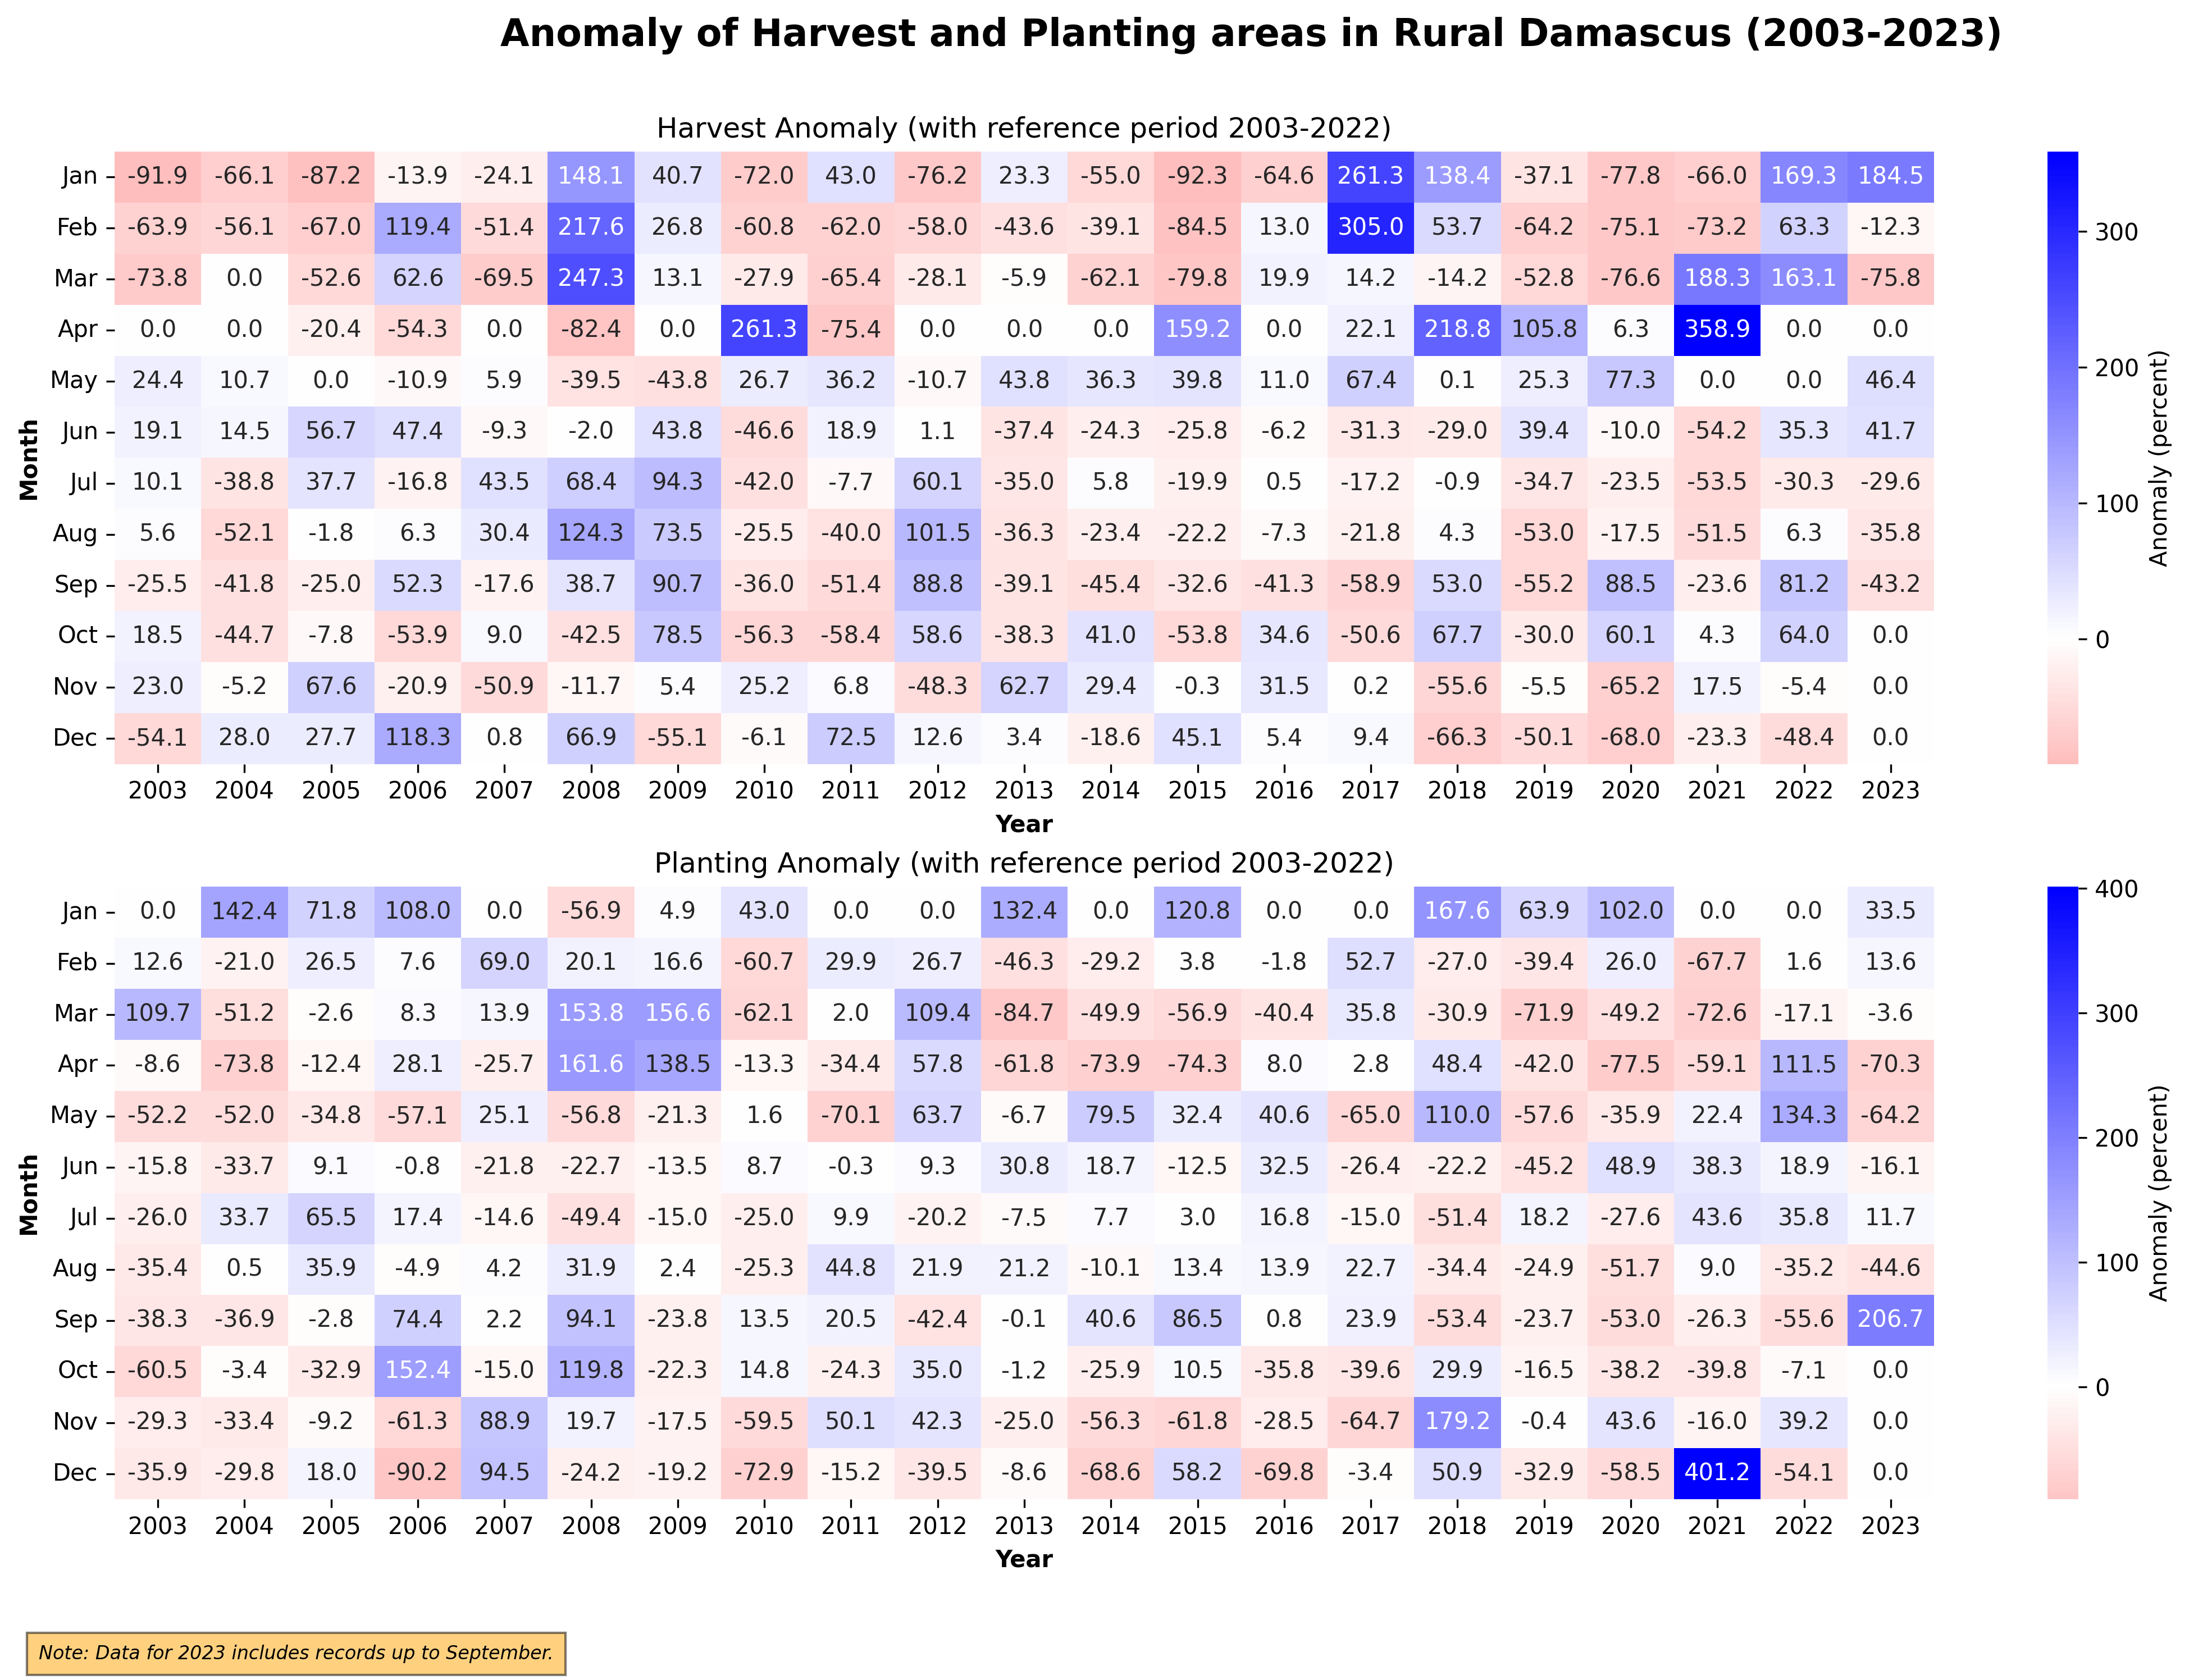 Anomaly of Harvest and Planting areas in Rural Damascus (2003-2023)
Harvest Anomaly (with reference period 2003-2022)
Month
Jan -91.9 -66.1 -87.2 -13.9 -24.1 148.1 40.7 -72.0 43.0 -76.2 23.3 -55.0 -92.3 -64.6 261.3 138.4 -37.1 -77.8 -66.0 169.3 184.5
Feb -63.9 -56.1 -67.0 119.4 -51.4 217.6 26.8 -60.8 -62.0 -58.0 -43.6 -39.1 -84.5 13.0 305.0 53.7 -64.2 -75.1 -73.2 63.3 -12.3
Mar -73.8 0.0 -52.6 62.6 -69.5 247.3 13.1 -27.9 -65.4 -28.1 -5.9 -62.1 -79.8 19.9 14.2 -14.2 -52.8 -76.6 188.3 163.1 -75.8
Apr 0.0 0.0 -20.4 -54.3 0.0 -82.4 0.0 261.3 -75.4 0.0 0.0 0.0 159.2 0.0 22.1 218.8 105.8 6.3 358.9 0.0 0.0
May 24.4 10.7 0.0 -10.9 5.9 -39.5 -43.8 26.7 36.2 -10.7 43.8 36.3 39.8 11.0 67.4 0.1 25.3 77.3 0.0 0.0 46.4
Jun 19.1 14.5 56.7 47.4 -9.3 -2.0 43.8 -46.6 18.9 1.1 -37.4 -24.3 -25.8 -6.2 -31.3 -29.0 39.4 -10.0 -54.2 35.3 41.7
Jul 10.1 -38.8 37.7 -16.8 43.5 68.4 94.3 -42.0 -7.7 60.1 -35.0 5.8 -19.9 0.5 -17.2 -0.9 -34.7 -23.5 -53.5 -30.3 -29.6
Aug 5.6 -52.1 -1.8 6.3 30.4 124.3 73.5 -25.5 -40.0 101.5 -36.3 -23.4 -22.2 -7.3 -21.8 4.3 -53.0 -17.5 -51.5 6.3 -35.8
Sep -25.5 -41.8 -25.0 52.3 -17.6 38.7 90.7 -36.0 -51.4 88.8 -39.1 -45.4 -32.6 -41.3 -58.9 53.0 -55.2 88.5 -23.6 81.2 -43.2
Oct 18.5 -44.7 -7.8 -53.9 9.0 -42.5 78.5 -56.3 -58.4 58.6 -38.3 41.0 -53.8 34.6 -50.6 67.7 -30.0 60.1 4.3 64.0 0.0
Nov 23.0 -5.2 67.6 -20.9 -50.9 -11.7 5.4 25.2 6.8 -48.3 62.7 29.4 -0.3 31.5 0.2 -55.6 -5.5 -65.2 17.5 -5.4 0.0
Dec -54.1 28.0 27.7 118.3 0.8 66.9 -55.1 -6.1 72.5 12.6 3.4 -18.6 45.1 5.4 9.4 -66.3 -50.1 -68.0 -23.3 -48.4 0.0
2003 2004 2005 2006 2007 2008 2009 2010 2011 2012 2013 2014 2015 2016 2017 2018 2019 2020 2021 2022 2023
Year
300
200
100
0
Anomaly (percent)
Planting Anomaly (with reference period 2003-2022)
Month
Jan 0.0 142.4 71.8 108.0 0.0 -56.9 4.9 43.0 0.0 0.0 132.4 0.0 120.8 0.0 0.0 167.6 63.9 102.0 0.0 0.0 33.5
Feb 12.6 -21.0 26.5 7.6 69.0 20.1 16.6 -60.7 29.9 26.7 -46.3 -29.2 3.8 -1.8 52.7 -27.0 -39.4 26.0 -67.7 1.6 13.6
Mar 109.7 -51.2 -2.6 8.3 13.9 153.8 156.6 -62.1 2.0 109.4 -84.7 -49.9 -56.9 -40.4 35.8 -30.9 -71.9 -49.2 -72.6 -17.1 -3.6
Apr -8.6 -73.8 -12.4 28.1 -25.7 161.6 138.5 -13.3 -34.4 57.8 -61.8 -73.9 -74.3 8.0 2.8 48.4 -42.0 -77.5 -59.1 111.5 -70.3
May -52.2 -52.0 -34.8 -57.1 25.1 -56.8 -21.3 1.6 -70.1 63.7 -6.7 79.5 32.4 40.6 -65.0 110.0 -57.6 -35.9 22.4 134.3 -64.2
Jun -15.8 -33.7 9.1 -0.8 -21.8 -22.7 -13.5 8.7 -0.3 9.3 30.8 18.7 -12.5 32.5 -26.4 -22.2 -45.2 48.9 38.3 18.9 -16.1
Jul -26.0 33.7 65.5 17.4 -14.6 -49.4 -15.0 -25.0 9.9 -20.2 -7.5 7.7 3.0 16.8 -15.0 -51.4 18.2 -27.6 43.6 35.8 11.7
Aug -35.4 0.5 35.9 -4.9 4.2 31.9 2.4 -25.3 44.8 21.9 21.2 -10.1 13.4 13.9 22.7 -34.4 -24.9 -51.7 9.0 -35.2 -44.6
Sep -38.3 -36.9 -2.8 74.4 2.2 94.1 -23.8 13.5 20.5 -42.4 -0.1 40.6 86.5 0.8 23.9 -53.4 -23.7 -53.0 -26.3 -55.6 206.7
Oct -60.5 -3.4 -32.9 152.4 -15.0 119.8 -22.3 14.8 -24.3 35.0 -1.2 -25.9 10.5 -35.8 -39.6 29.9 -16.5 -38.2 -39.8 -7.1 0.0
Nov -29.3 -33.4 -9.2 -61.3 88.9 19.7 -17.5 -59.5 50.1 42.3 -25.0 -56.3 -61.8 -28.5 -64.7 179.2 -0.4 43.6 -16.0 39.2 0.0
Dec -35.9 -29.8 18.0 -90.2 94.5 -24.2 -19.2 -72.9 -15.2 -39.5 -8.6 -68.6 58.2 -69.8 -3.4 50.9 -32.9 -58.5 401.2 -54.1 0.0
2003 2004 2005 2006 2007 2008 2009 2010 2011 2012 2013 2014 2015 2016 2017 2018 2019 2020 2021 2022 2023
Year
400
300
200
100
0
Anomaly (percent)
Note: Data for 2023 includes records up to September.